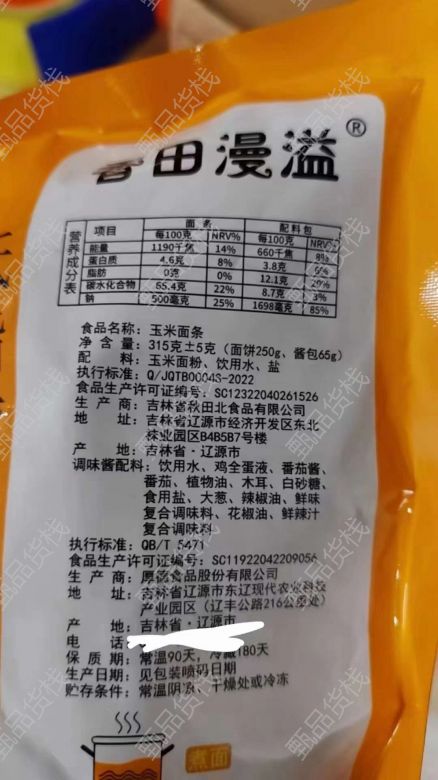 田漫溢®
营养成分表
项目 面条 配料包
每100克 NRV% 每100克 NRV%
能量 1190千焦 14% 660千焦 8%
蛋白质 4.6克 8% 3.8克 6%
脂肪 0克 0% 12.1克 20%
碳水化合物 55.4克 22% 8.7克 3%
钠 500毫克 25% 1698毫克 85%
食品名称：玉米面条
净 含 量：315克±5克（面饼250g、酱包65g）
配 料：玉米面粉、饮用水、盐
执行标准：Q/JQTB0004S-2022
食品生产许可证编号：SC12322040261526
生 产 商：吉林省秋田北食品有限公司
地 址：吉林省辽源市经济开发区东北
袜业园区B4B5B7号楼
产 地：吉林省·辽源市
调味酱配料：饮用水、鸡全蛋液、番茄酱、
番茄、植物油、木耳、白砂糖、
食用盐、大葱、辣椒油、鲜味
复合调味料、花椒油、鲜辣汁
复合调味料
执行标准：QB/T 5471
食品生产许可证编号：SC11922042209056
生 产 商：厚德食品股份有限公司
地 址：吉林省辽源市东辽现代农业科技
产业园区（辽丰公路216公里处）
产 地：吉林省·辽源市
电 话
保 质 期：常温90天，冷藏180天
生产日期：见包装喷码日期
贮存条件：常温阴凉、干燥处或冷冻
煮面
甄品货栈